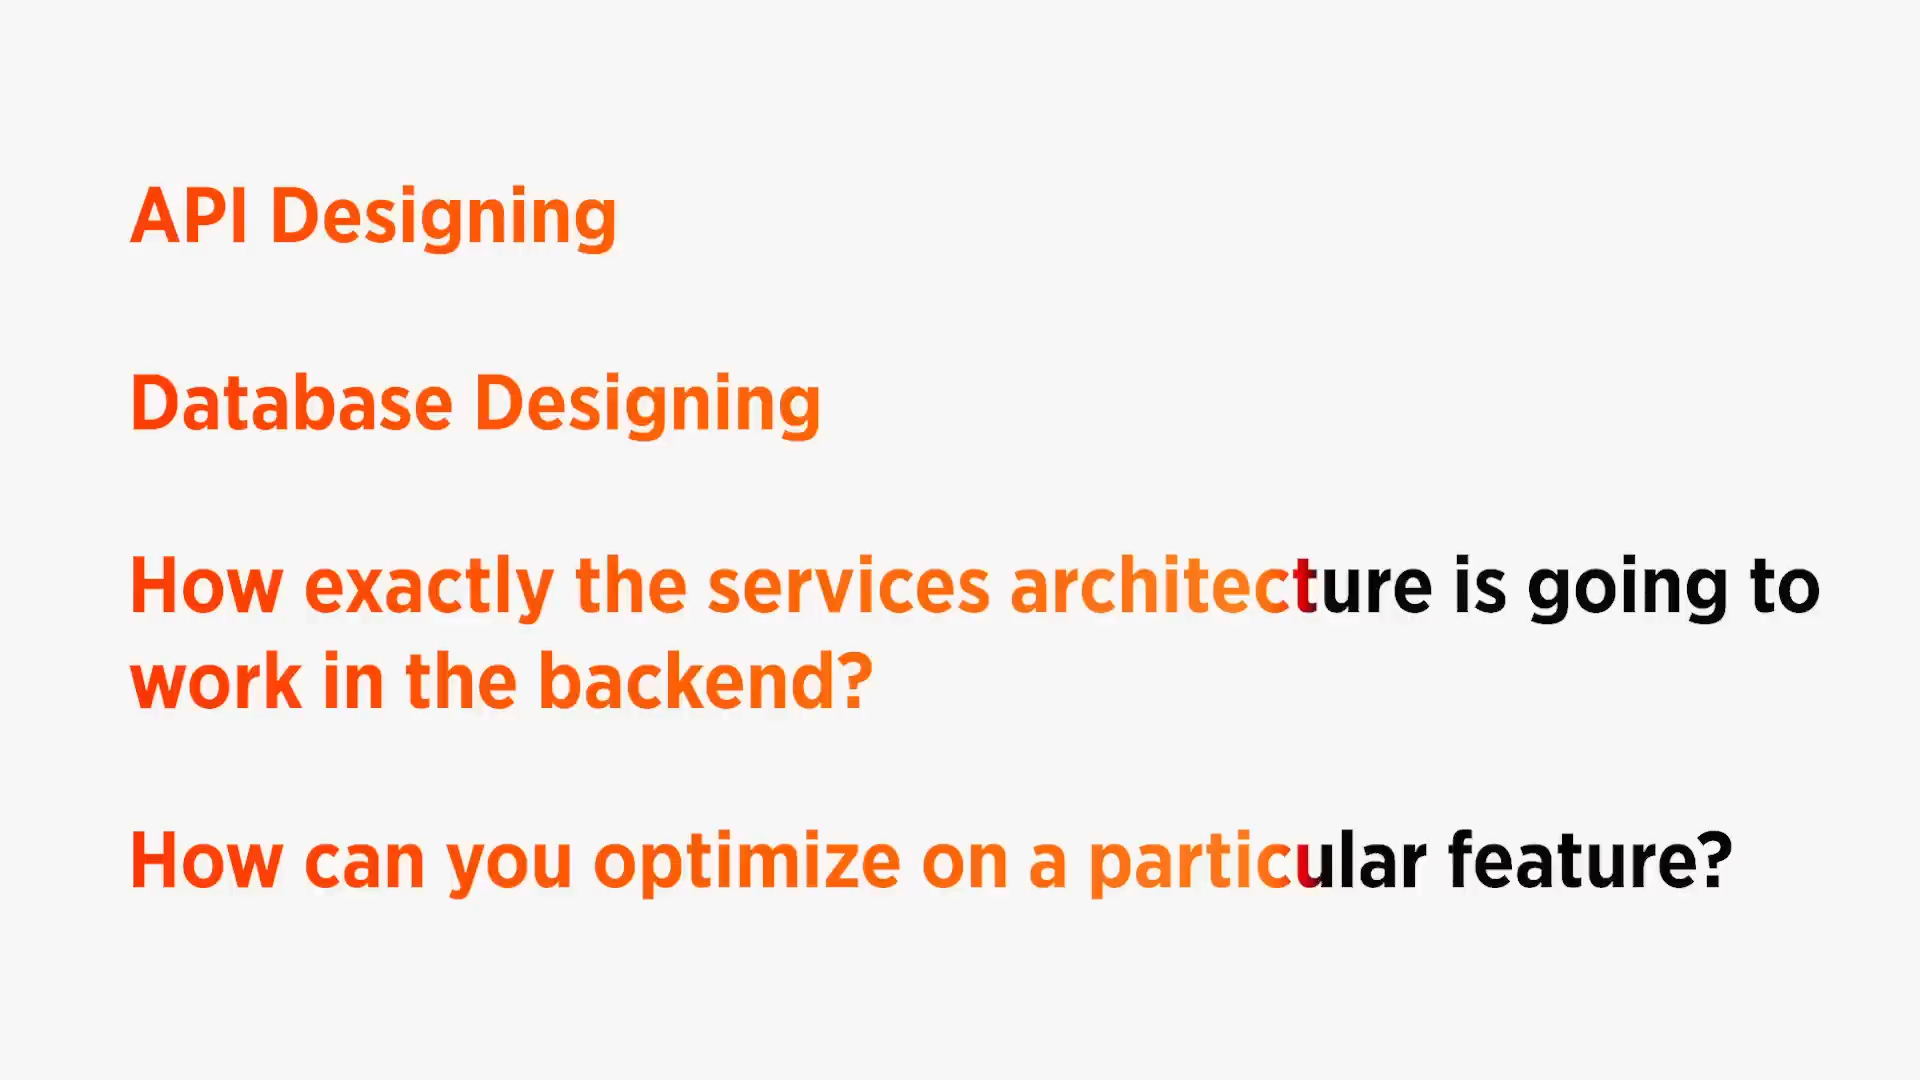 API Designing
Database Designing
How exactly the services architecture is going to
work in the backend?
How can you optimize on a particular feature?